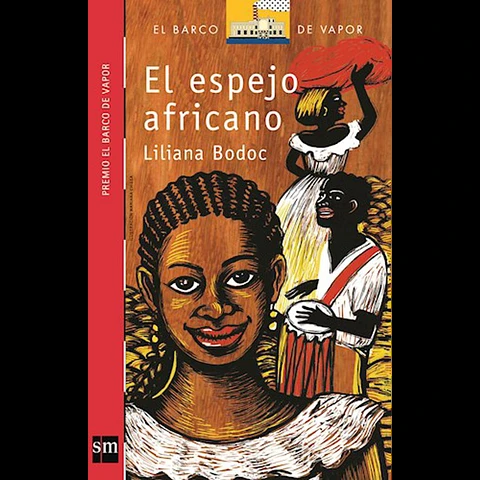 EL BARCO DE VAPOR
El espejo
africano
Liliana Bodoc
PREMIO EL BARCO DE VAPOR
sm